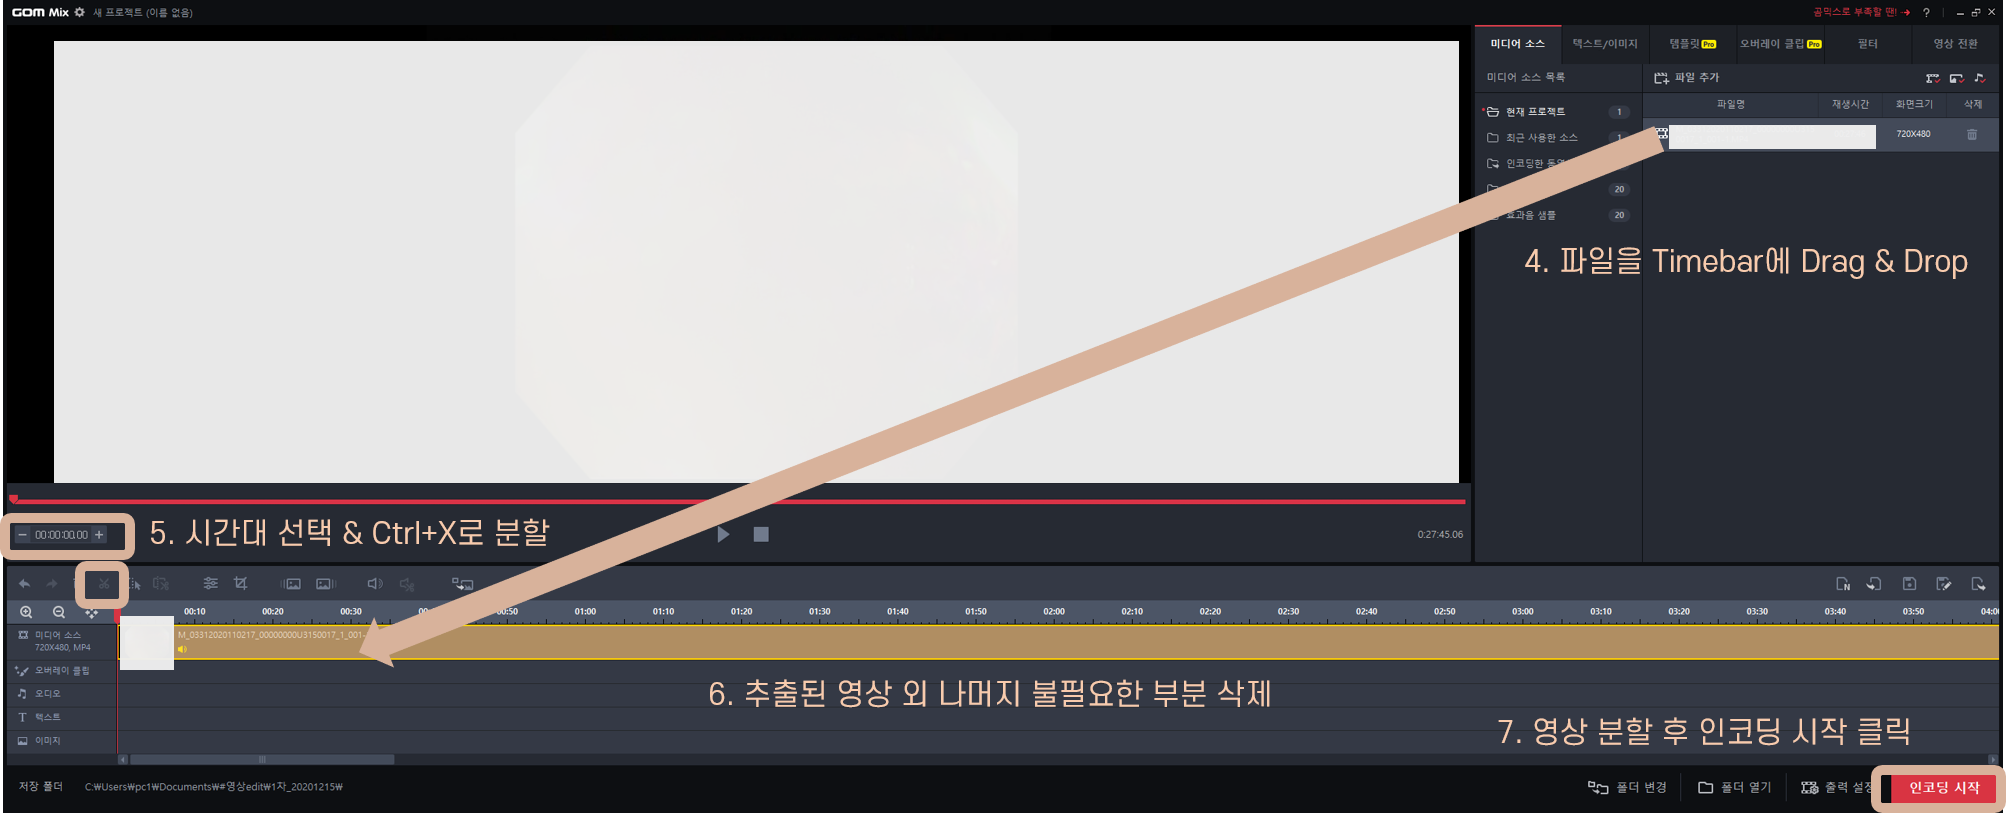 GOM Mix 새 프로젝트 (이름 없음)
곰믹스로 부족할 땐! ?
미디어 소스 텍스트/이미지 템플릿 Pro 오버레이 클립 Pro 필터 영상 전환
미디어 소스 목록
파일 추가
파일명 재생시간 화면크기 삭제
현재 프로젝트 1
최근 사용한 소스 1
720X480
인코딩한 동
20
효과음 샘플 20
4. 파일을 Timebar에 Drag & Drop
00:00:00.00
5. 시간대 선택 & Ctrl+X로 분할
0:27:45.06
00:10 00:20 00:30 00:50 01:00 01:10 01:20 01:30 01:40 01:50 02:00 02:10 02:20 02:30 02:40 02:50 03:00 03:10 03:20 03:30 03:40 03:50 04:0
미디어 소스
720X480, MP4
M_03312020110217_00000000U3150017_1_001-
오버레이 클립
오디오
텍스트
이미지
6. 추출된 영상 외 나머지 불필요한 부분 삭제
7. 영상 분할 후 인코딩 시작 클릭
저장 폴더 C:₩Users₩pc1₩Documents₩#영상edit₩1차_20201215₩
폴더 변경 폴더 열기 출력 설정 인코딩 시작